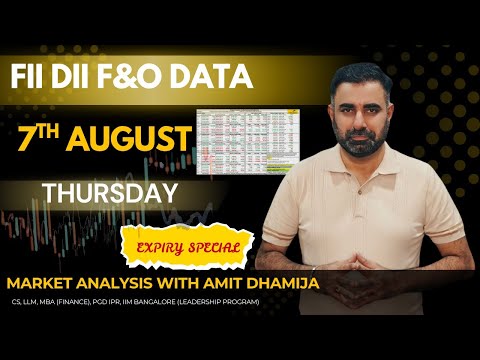 FII DII F&O DATA
7TH AUGUST
THURSDAY
EXPIRY SPECIAL
MARKET ANALYSIS WITH AMIT DHAMIJA
CS, LLM, MBA (FINANCE), PGD IPR, IIM BANGALORE (LEADERSHIP PROGRAM)